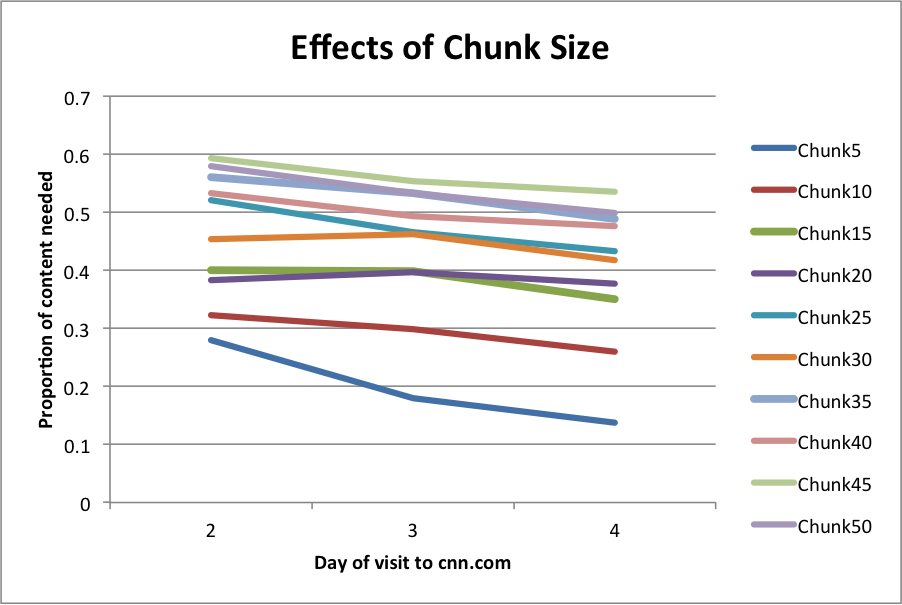 Effects of Chunk Size
Proportion of content needed
0.7
0.6
0.5
0.4
0.3
0.2
0.1
0
2 3 4
Day of visit to cnn.com
Chunk5
Chunk10
Chunk15
Chunk20
Chunk25
Chunk30
Chunk35
Chunk40
Chunk45
Chunk50